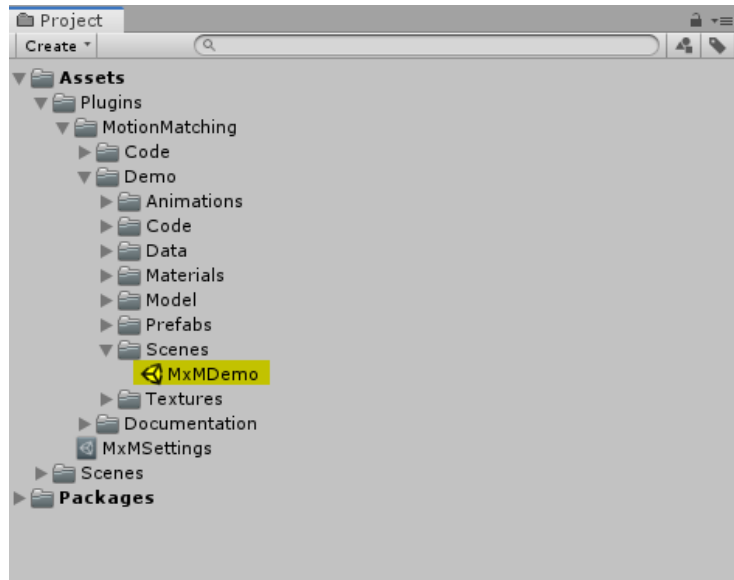 Project
Create
Assets
Plugins
MotionMatching
Code
Demo
Animations
Code
Data
Materials
Model
Prefabs
Scenes
MxMDemo
Textures
Documentation
MxMSettings
Scenes
Packages